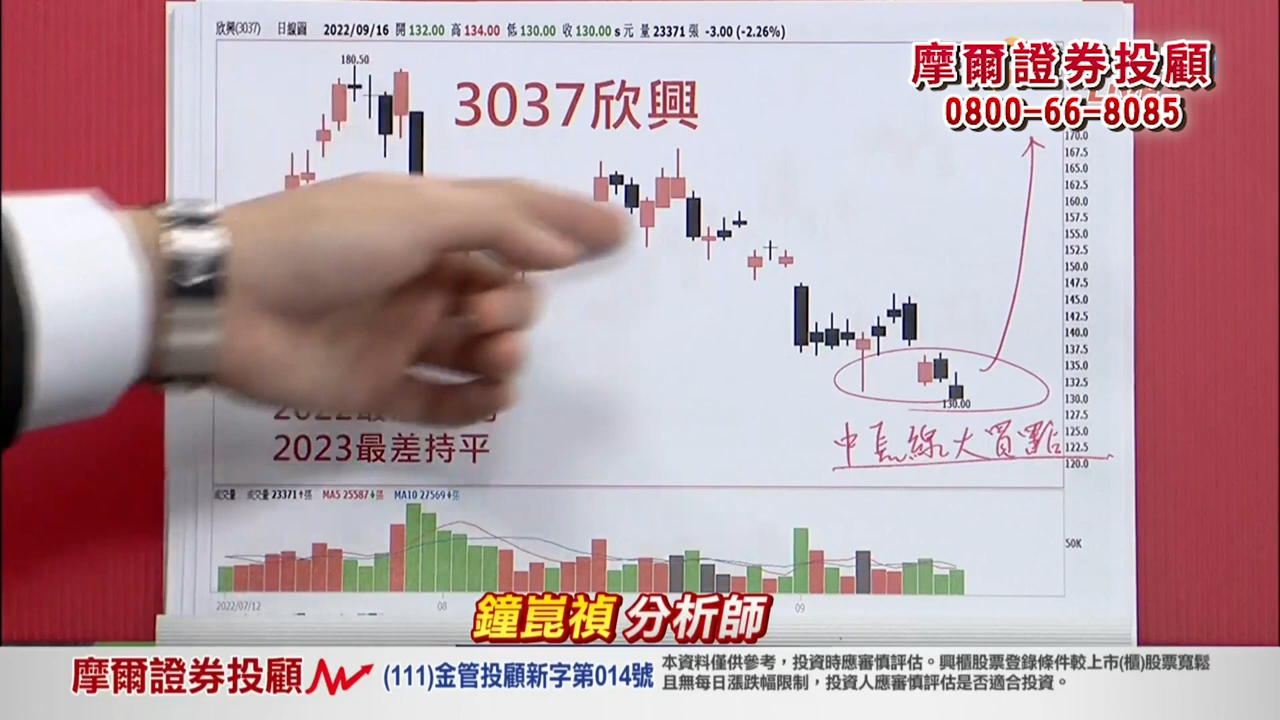 欣興(3037) 日線圖 2022/09/16 開 132.00 高 134.00 低 130.00 收 130.00 s 元 量 23371 張 -3.00 (-2.26%)
摩爾證券投顧
0800-66-8085
180.50
3037欣興
170.0
167.5
165.0
162.5
160.0
157.5
155.0
152.5
150.0
147.5
145.0
142.5
140.0
137.5
135.0
132.5
130.0
127.5
125.0
122.5
120.0
130.00
中長線大買點
2023最差持平
成交量 成交量 23371↑張 MA5 25587↓張 MA10 27569↓張
50K
2022/07/12 08 09
鐘崑禎 分析師
摩爾證券投顧 (111)金管投顧新字第014號
本資料僅供參考，投資時應審慎評估。興櫃股票登錄條件較上市(櫃)股票寬鬆
且無每日漲跌幅限制，投資人應審慎評估是否適合投資。